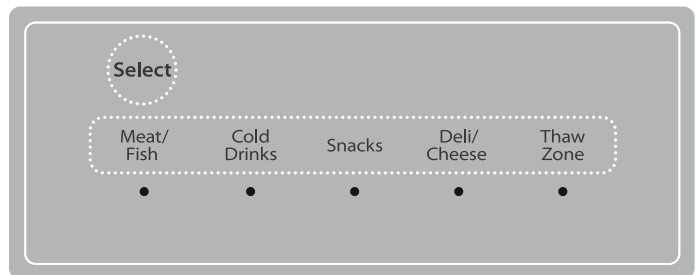 Select
Meat/
Fish
Cold
Drinks
Snacks
Deli/
Cheese
Thaw
Zone